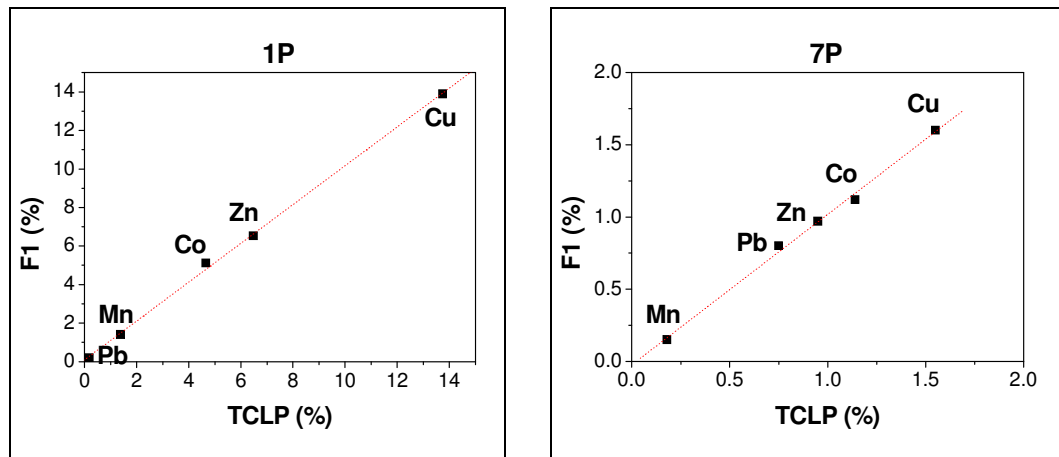 1P
14
12
10
8
6
4
2
0
F1 (%)
Cu
Zn
Co
Mn
Pb
0 2 4 6 8 10 12 14
TCLP (%)
7P
2.0
1.5
1.0
0.5
0.0
F1 (%)
Cu
Co
Zn
Pb
Mn
0.0 0.5 1.0 1.5 2.0
TCLP (%)